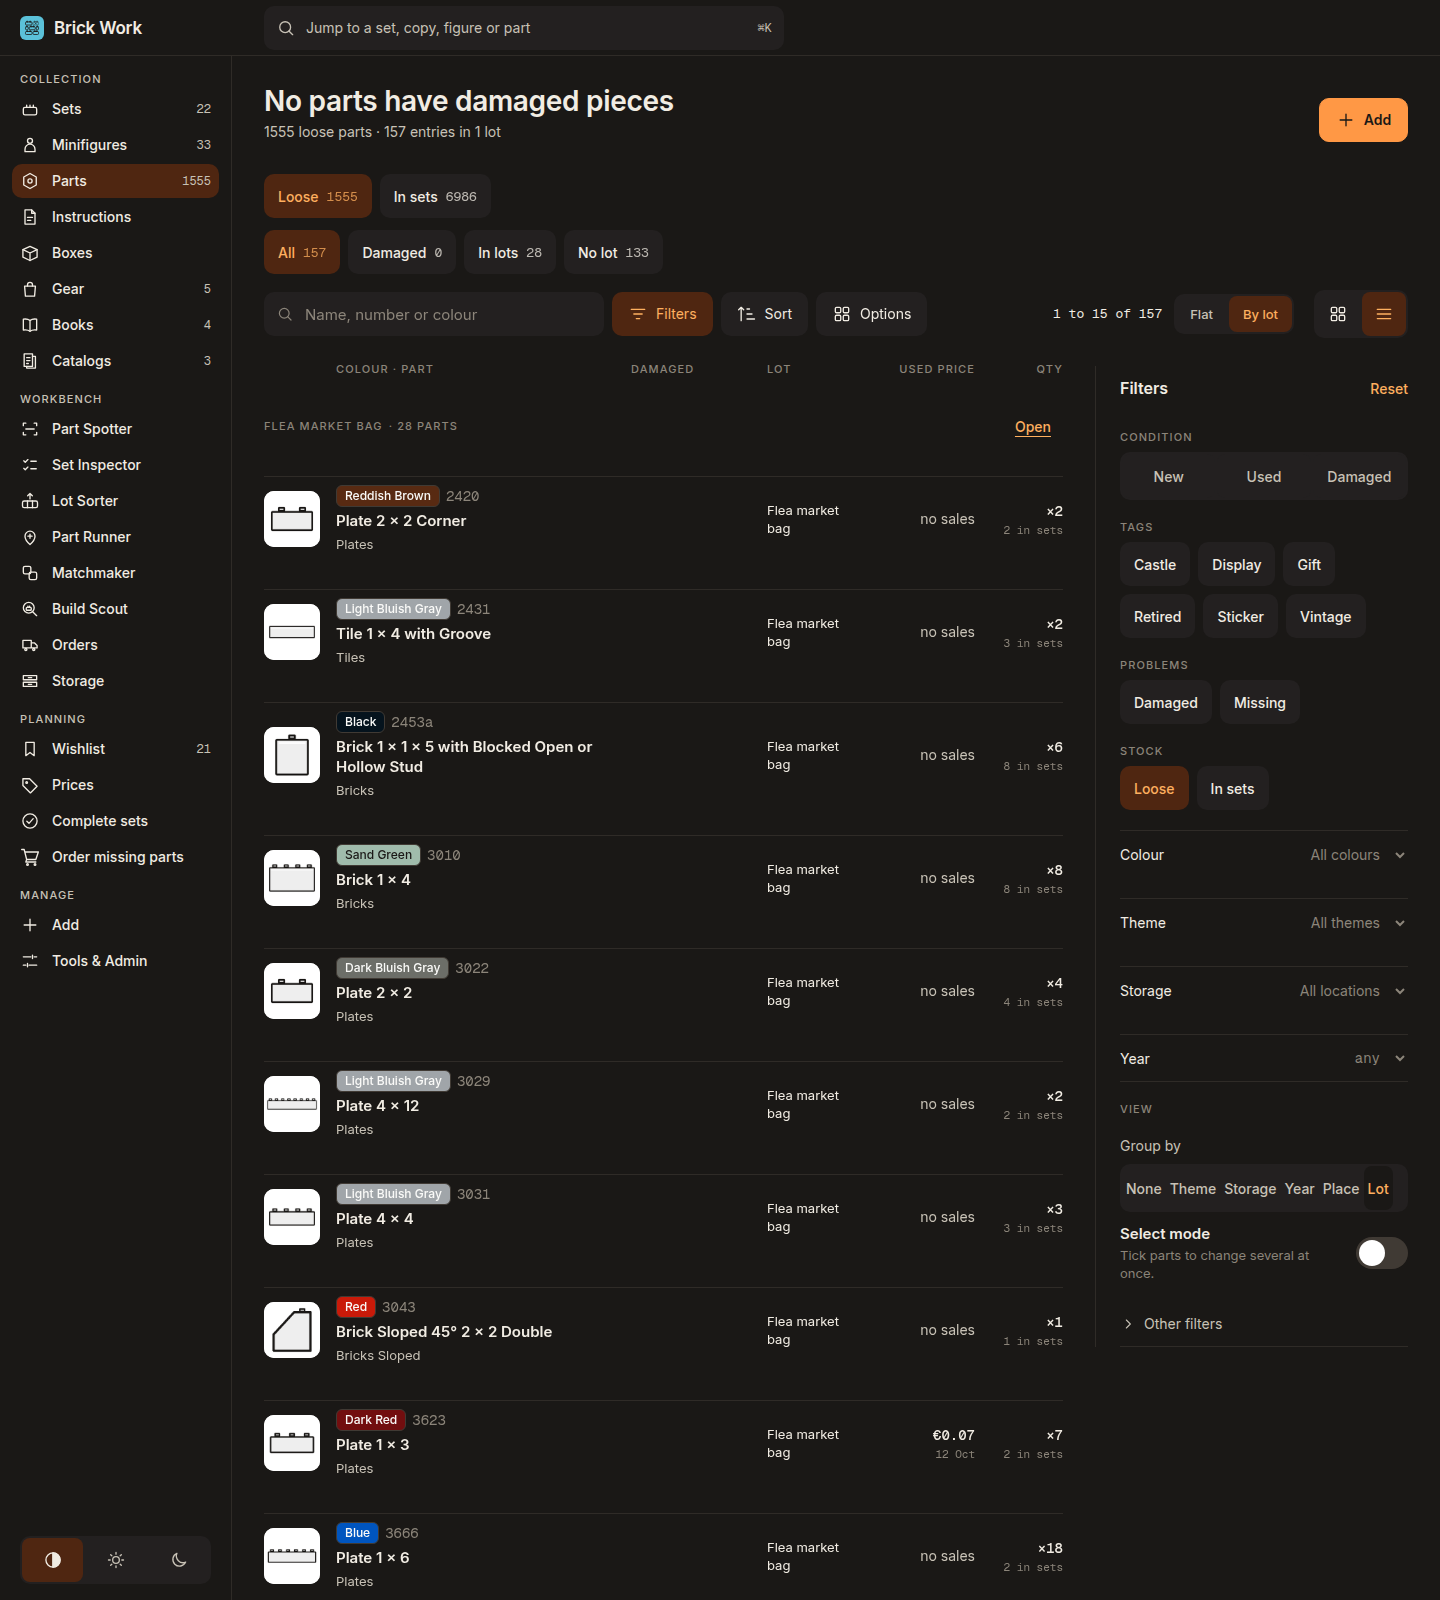 Brick Work
Jump to a set, copy, figure or part
⌘K
COLLECTION
Sets 22
Minifigures 33
Parts 1555
Instructions
Boxes
Gear 5
Books 4
Catalogs 3
WORKBENCH
Part Spotter
Set Inspector
Lot Sorter
Part Runner
Matchmaker
Build Scout
Orders
Storage
PLANNING
Wishlist 21
Prices
Complete sets
Order missing parts
MANAGE
Add
Tools & Admin
No parts have damaged pieces
1555 loose parts · 157 entries in 1 lot
Add
Loose 1555 In sets 6986
All 157 Damaged 0 In lots 28 No lot 133
Name, number or colour Filters Sort Options 1 to 15 of 157 Flat By lot
COLOUR · PART DAMAGED LOT USED PRICE QTY
FLEA MARKET BAG · 28 PARTS Open
Reddish Brown 2420
Plate 2 × 2 Corner
Plates
Flea market
bag
no sales
×2
2 in sets
Light Bluish Gray 2431
Tile 1 × 4 with Groove
Tiles
Flea market
bag
no sales
×2
3 in sets
Black 2453a
Brick 1 × 1 × 5 with Blocked Open or
Hollow Stud
Bricks
Flea market
bag
no sales
×6
8 in sets
Sand Green 3010
Brick 1 × 4
Bricks
Flea market
bag
no sales
×8
8 in sets
Dark Bluish Gray 3022
Plate 2 × 2
Plates
Flea market
bag
no sales
×4
4 in sets
Light Bluish Gray 3029
Plate 4 × 12
Plates
Flea market
bag
no sales
×2
2 in sets
Light Bluish Gray 3031
Plate 4 × 4
Plates
Flea market
bag
no sales
×3
3 in sets
Red 3043
Brick Sloped 45° 2 × 2 Double
Bricks Sloped
Flea market
bag
no sales
×1
1 in sets
Dark Red 3623
Plate 1 × 3
Plates
Flea market
bag
€0.07
12 Oct
×7
2 in sets
Blue 3666
Plate 1 × 6
Plates
Flea market
bag
no sales
×18
2 in sets
Filters Reset
CONDITION
New Used Damaged
TAGS
Castle Display Gift
Retired Sticker Vintage
PROBLEMS
Damaged Missing
STOCK
Loose In sets
Colour All colours
Theme All themes
Storage All locations
Year any
VIEW
Group by
None Theme Storage Year Place Lot
Select mode
Tick parts to change several at
once.
Other filters